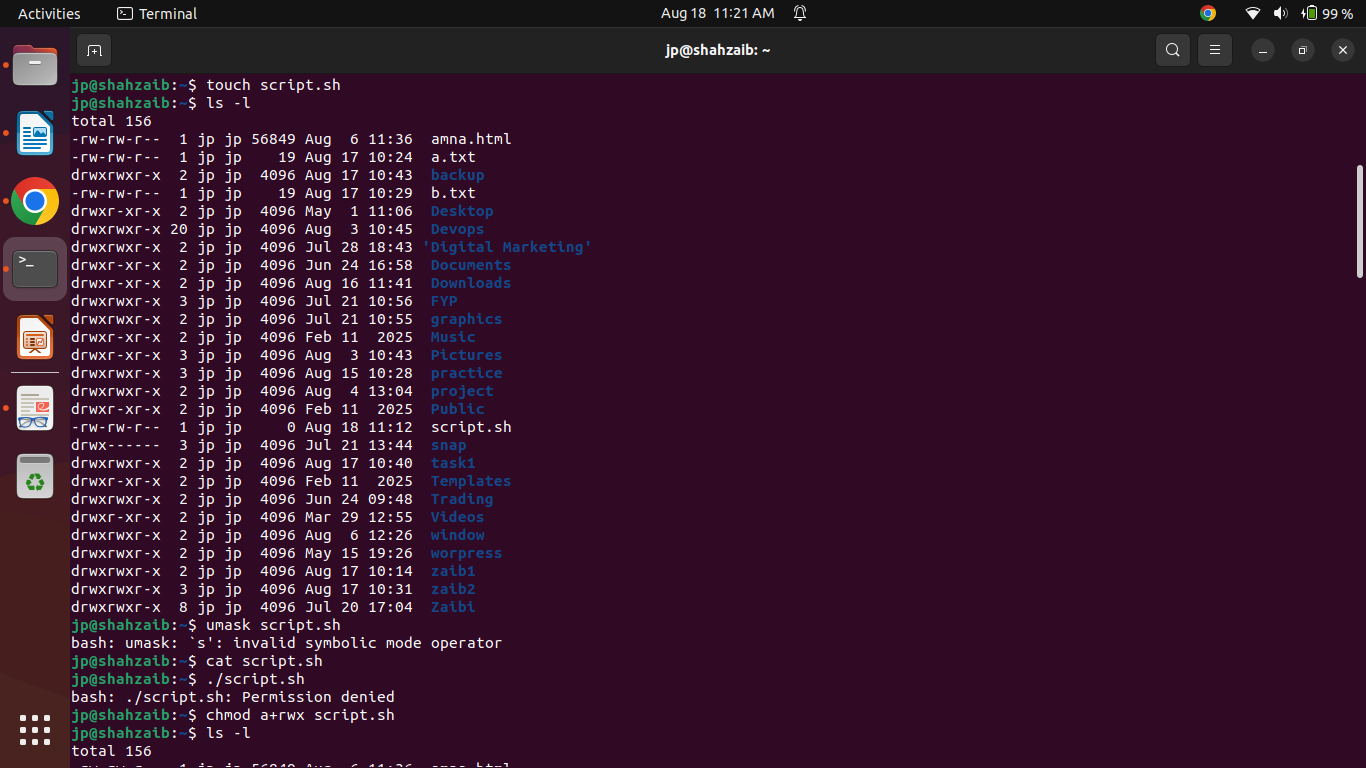 Activities
Terminal
Aug 18 11:21 AM
99 %
jp@shahzaib: ~
jp@shahzaib:~$ touch script.sh
jp@shahzaib:~$ ls -l
total 156
-rw-rw-r--  1 jp jp 56849 Aug  6 11:36  amna.html
-rw-rw-r--  1 jp jp    19 Aug 17 10:24  a.txt
drwxrwxr-x  2 jp jp  4096 Aug 17 10:43  backup
-rw-rw-r--  1 jp jp    19 Aug 17 10:29  b.txt
drwxr-xr-x  2 jp jp  4096 May  1 11:06  Desktop
drwxrwxr-x 20 jp jp  4096 Aug  3 10:45  Devops
drwxrwxr-x  2 jp jp  4096 Jul 28 18:43 'Digital Marketing'
drwxr-xr-x  2 jp jp  4096 Jun 24 16:58  Documents
drwxr-xr-x  2 jp jp  4096 Aug 16 11:41  Downloads
drwxrwxr-x  3 jp jp  4096 Jul 21 10:56  FYP
drwxrwxr-x  2 jp jp  4096 Jul 21 10:55  graphics
drwxr-xr-x  2 jp jp  4096 Feb 11  2025  Music
drwxr-xr-x  3 jp jp  4096 Aug  3 10:43  Pictures
drwxrwxr-x  3 jp jp  4096 Aug 15 10:28  practice
drwxrwxr-x  2 jp jp  4096 Aug  4 13:04  project
drwxr-xr-x  2 jp jp  4096 Feb 11  2025  Public
-rw-rw-r--  1 jp jp     0 Aug 18 11:12  script.sh
drwx------  3 jp jp  4096 Jul 21 13:44  snap
drwxrwxr-x  2 jp jp  4096 Aug 17 10:40  task1
drwxr-xr-x  2 jp jp  4096 Feb 11  2025  Templates
drwxrwxr-x  2 jp jp  4096 Jun 24 09:48  Trading
drwxr-xr-x  2 jp jp  4096 Mar 29 12:55  Videos
drwxrwxr-x  2 jp jp  4096 Aug  6 12:26  window
drwxrwxr-x  2 jp jp  4096 May 15 19:26  worpress
drwxrwxr-x  2 jp jp  4096 Aug 17 10:14  zaib1
drwxrwxr-x  3 jp jp  4096 Aug 17 10:31  zaib2
drwxrwxr-x  8 jp jp  4096 Jul 20 17:04  Zaibi
jp@shahzaib:~$ umask script.sh
bash: umask: `s': invalid symbolic mode operator
jp@shahzaib:~$ cat script.sh
jp@shahzaib:~$ ./script.sh
bash: ./script.sh: Permission denied
jp@shahzaib:~$ chmod a+rwx script.sh
jp@shahzaib:~$ ls -l
total 156